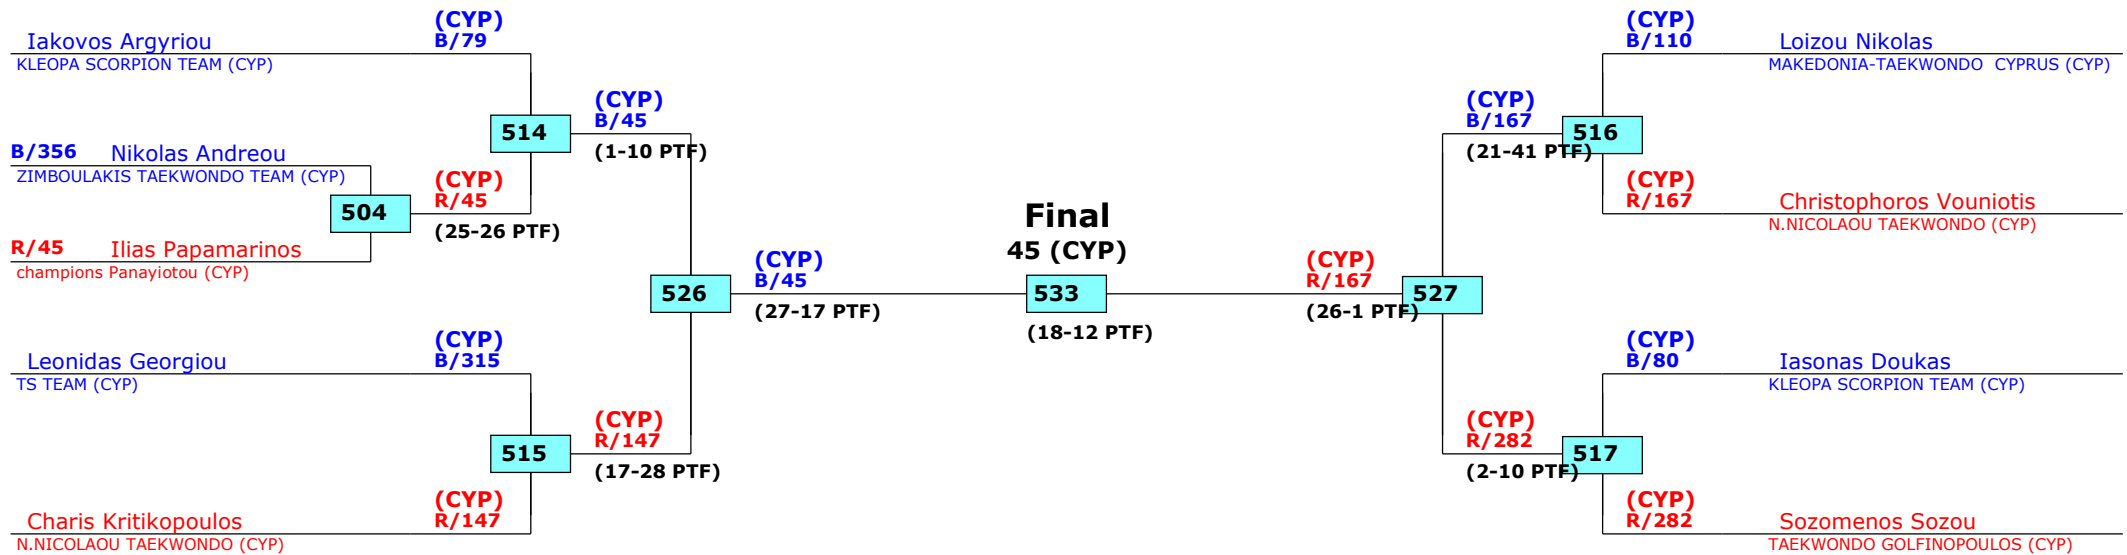 (CYP)
B/79
Iakovos Argyriou
KLEOPA SCORPION TEAM (CYP)
514
(CYP)
B/45
(1-10 PTF)
B/356 Nikolas Andreou
ZIMBOULAKIS TAEKWONDO TEAM (CYP)
504
(CYP)
R/45
(25-26 PTF)
R/45 Ilias Papamarinos
champions Panayiotou (CYP)
526
(CYP)
B/45
(27-17 PTF)
(CYP)
B/315
Leonidas Georgiou
TS TEAM (CYP)
515
(CYP)
R/147
(17-28 PTF)
(CYP)
R/147
Charis Kritikopoulos
N.NICOLAOU TAEKWONDO (CYP)
Final
45 (CYP)
533
(18-12 PTF)
(CYP)
B/110
Loizou Nikolas
MAKEDONIA-TAEKWONDO  CYPRUS (CYP)
(CYP)
B/167
516
(21-41 PTF)
(CYP)
R/167
Christophoros Vouniotis
N.NICOLAOU TAEKWONDO (CYP)
(CYP)
R/167
527
(26-1 PTF)
(CYP)
B/80
Iasonas Doukas
KLEOPA SCORPION TEAM (CYP)
(CYP)
R/282
517
(2-10 PTF)
(CYP)
R/282
Sozomenos Sozou
TAEKWONDO GOLFINOPOULOS (CYP)